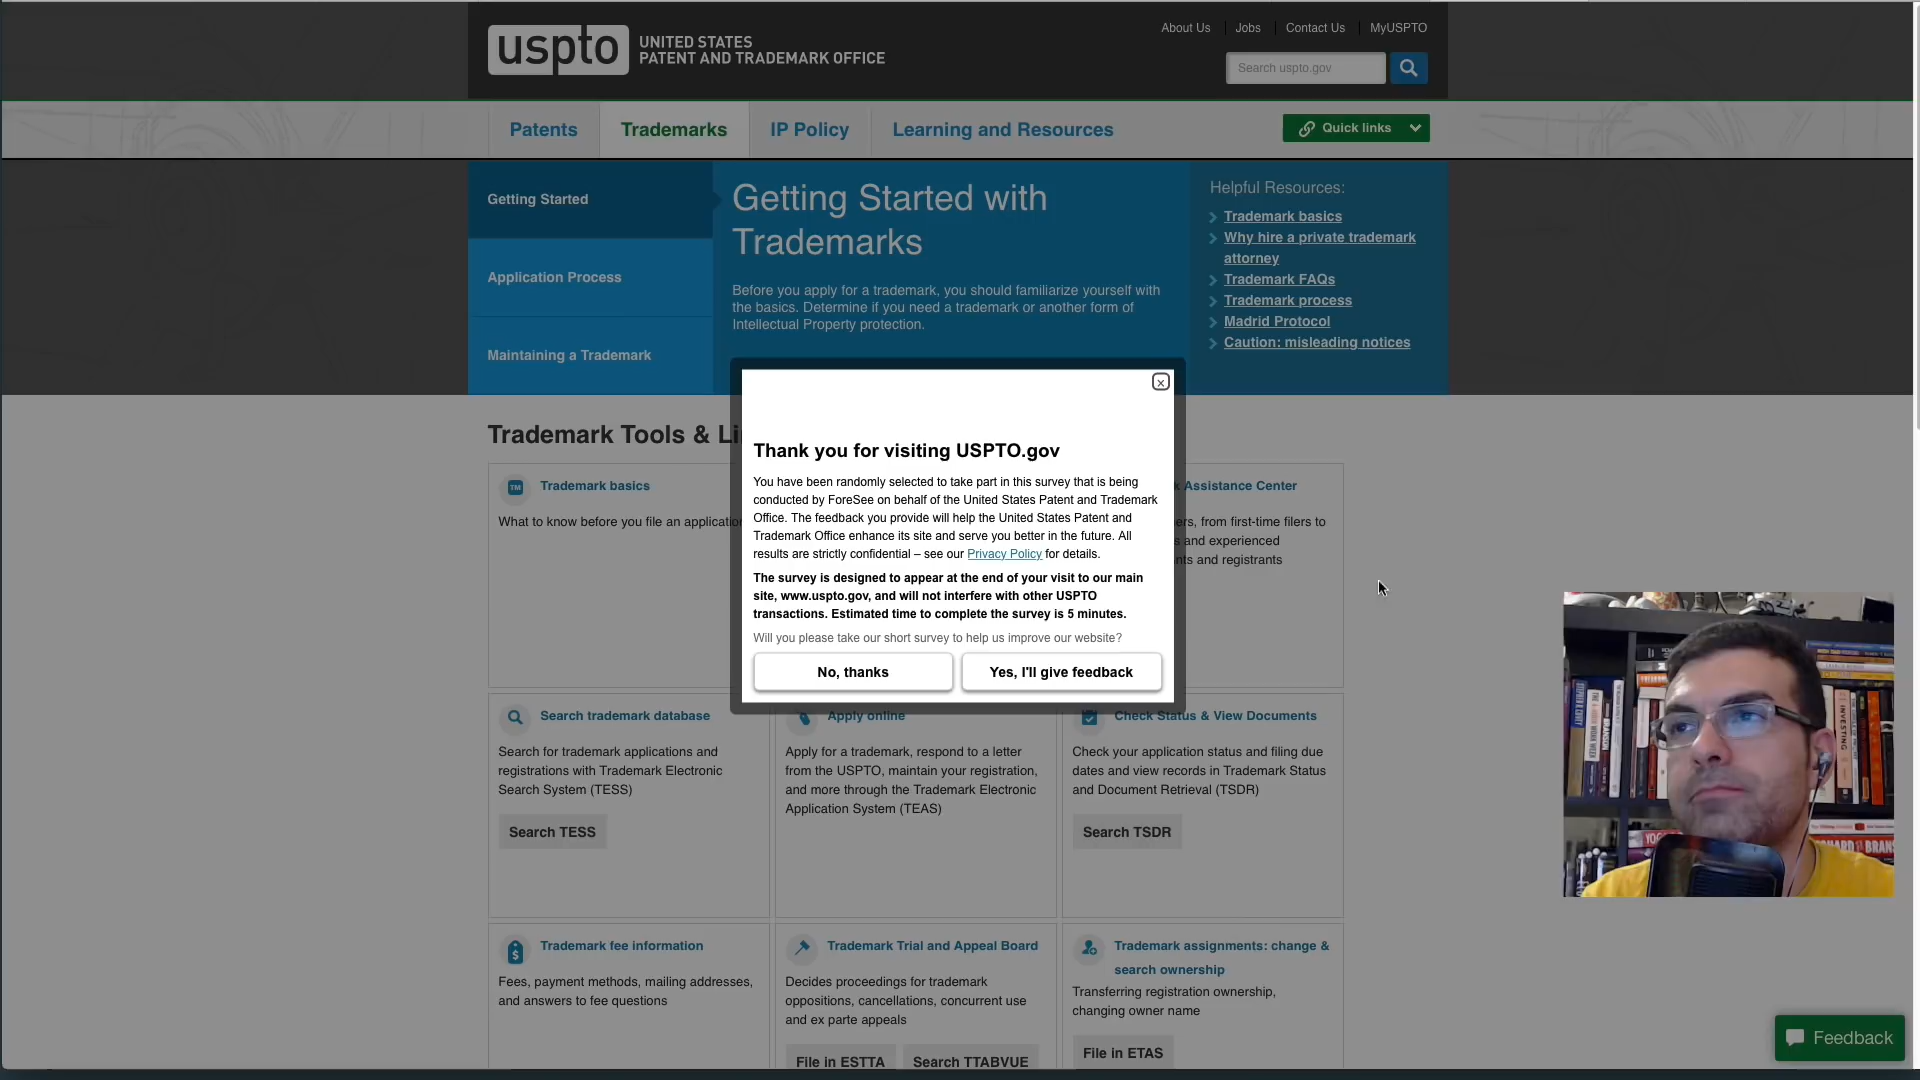 uspto UNITED STATES
PATENT AND TRADEMARK OFFICE
About Us
Jobs
Contact Us
MyUSPTO
Search uspto.gov
Patents
Trademarks
IP Policy
Learning and Resources
Quick links
Getting Started
Application Process
Maintaining a Trademark
Getting Started with
Trademarks
Before you apply for a trademark, you should familiarize yourself with
the basics. Determine if you need a trademark or another form of
Intellectual Property protection.
Helpful Resources:
Trademark basics
Why hire a private trademark
attorney
Trademark FAQs
Trademark process
Madrid Protocol
Caution: misleading notices
x
Thank you for visiting USPTO.gov
You have been randomly selected to take part in this survey that is being
conducted by ForeSee on behalf of the United States Patent and Trademark
Office. The feedback you provide will help the United States Patent and
Trademark Office enhance its site and serve you better in the future. All
results are strictly confidential – see our Privacy Policy for details.
The survey is designed to appear at the end of your visit to our main
site, www.uspto.gov, and will not interfere with other USPTO
transactions. Estimated time to complete the survey is 5 minutes.
Will you please take our short survey to help us improve our website?
No, thanks
Yes, I'll give feedback
Trademark Tools & Li
TM
Trademark basics
What to know before you file an applicatio
k Assistance Center
ers, from first-time filers to
s and experienced
nts and registrants
Search trademark database
Search for trademark applications and
registrations with Trademark Electronic
Search System (TESS)
Search TESS
Apply online
Apply for a trademark, respond to a letter
from the USPTO, maintain your registration,
and more through the Trademark Electronic
Application System (TEAS)
Check Status & View Documents
Check your application status and filing due
dates and view records in Trademark Status
and Document Retrieval (TSDR)
Search TSDR
Trademark fee information
Fees, payment methods, mailing addresses,
and answers to fee questions
Trademark Trial and Appeal Board
Decides proceedings for trademark
oppositions, cancellations, concurrent use
and ex parte appeals
File in ESTTA
Search TTABVUE
Trademark assignments: change &
search ownership
Transferring registration ownership,
changing owner name
File in ETAS
INVESTING
Feedback